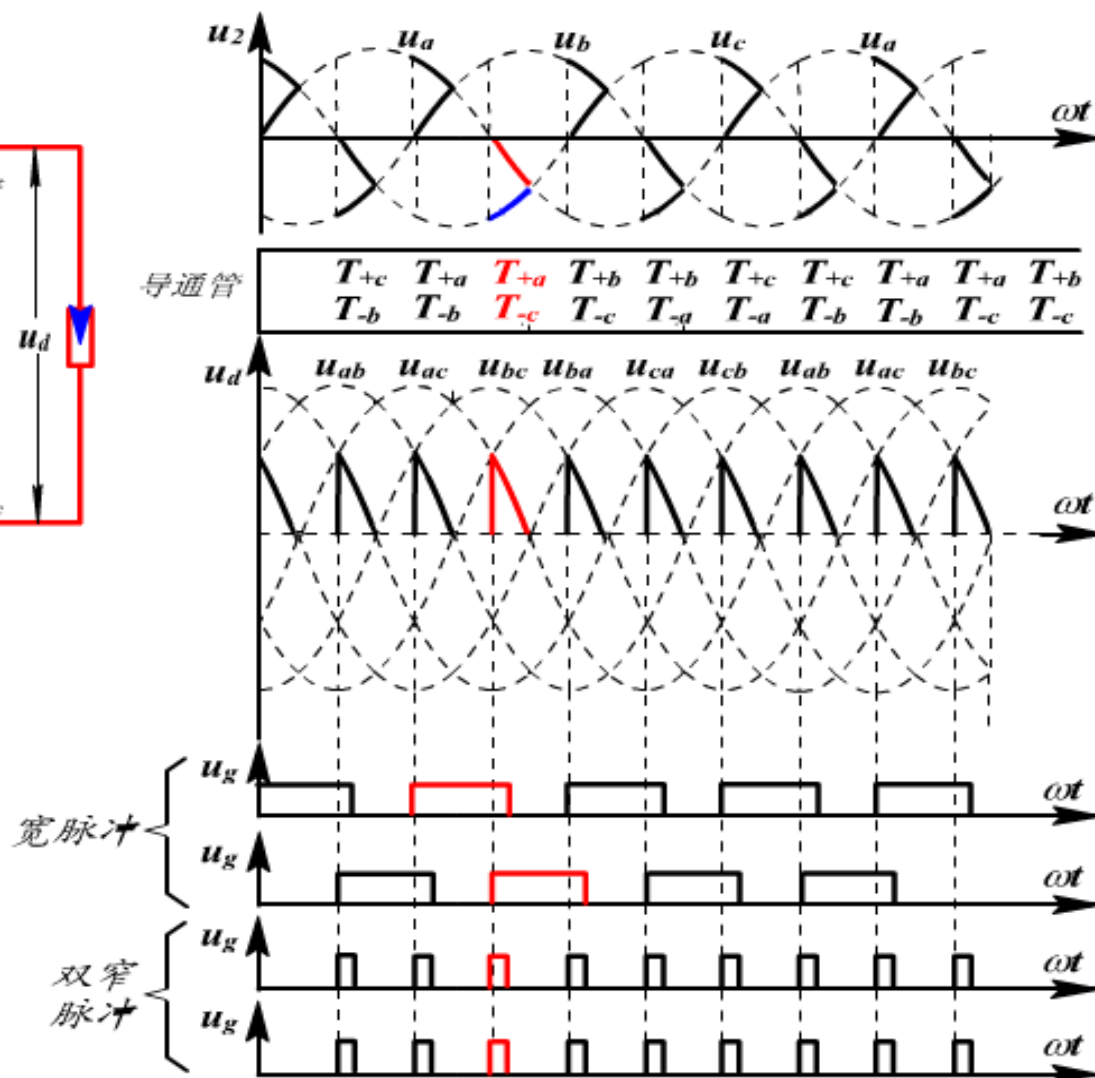 u2 ua ub uc ua
ωt
导通管 T+c T+a T+a T+b T+b T+c T+c T+a T+a T+b
T-b T-b T-c T-c T-a T-a T-b T-b T-c T-c
ud
ud uab uac ubc uba uca ucb uab uac ubc
ωt
宽脉冲
ug ωt
ug ωt
双窄
脉冲
ug ωt
ug ωt